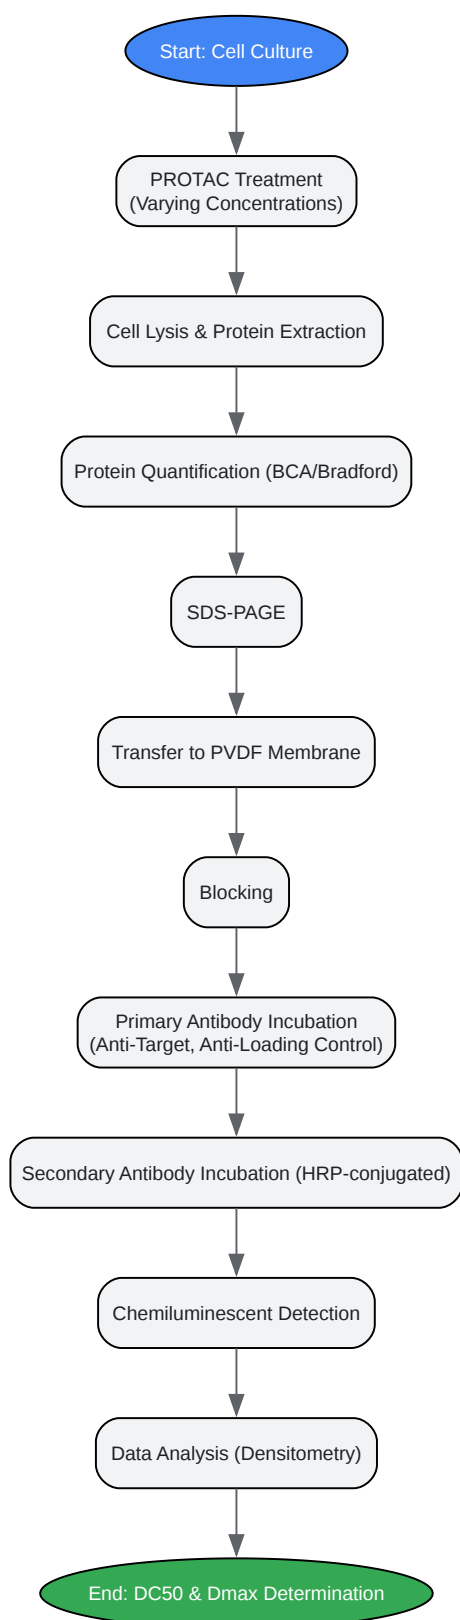 Start: Cell Culture
PROTAC Treatment
(Varying Concentrations)
Cell Lysis & Protein Extraction
Protein Quantification (BCA/Bradford)
SDS-PAGE
Transfer to PVDF Membrane
Blocking
Primary Antibody Incubation
(Anti-Target, Anti-Loading Control)
Secondary Antibody Incubation (HRP-conjugated)
Chemiluminescent Detection
Data Analysis (Densitometry)
End: DC50 & Dmax Determination